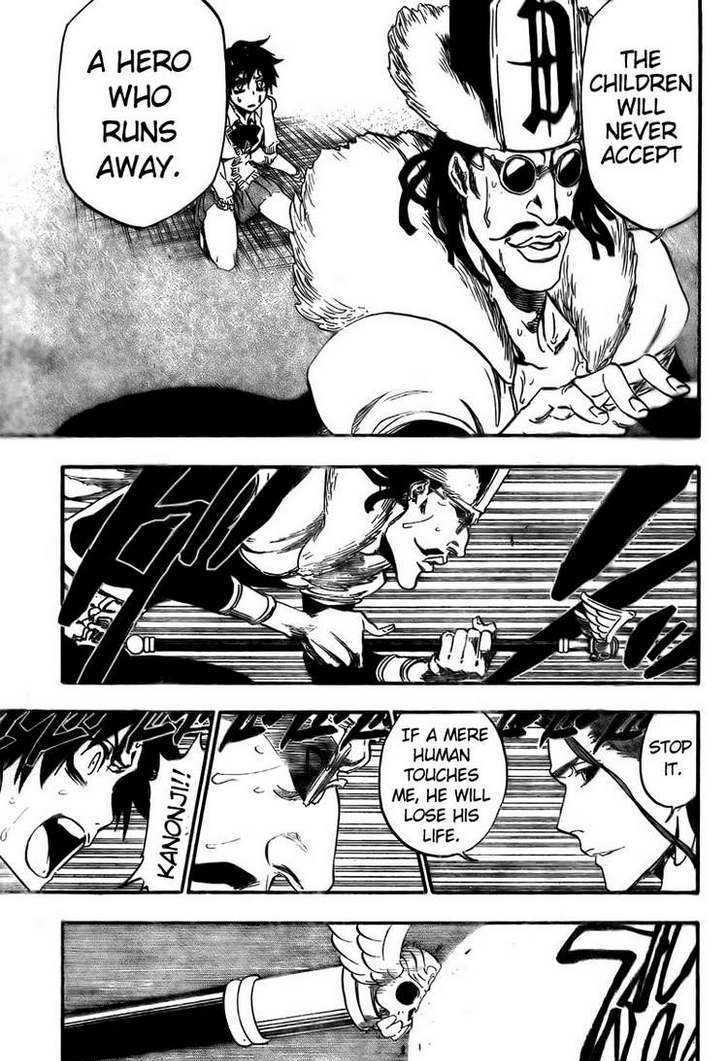 THE
CHILDREN
WILL
NEVER
ACCEPT
A HERO
WHO
RUNS
AWAY.
STOP
IT.
IF A MERE
HUMAN
TOUCHES
ME, HE WILL
LOSE HIS
LIFE.
KANONJI!!